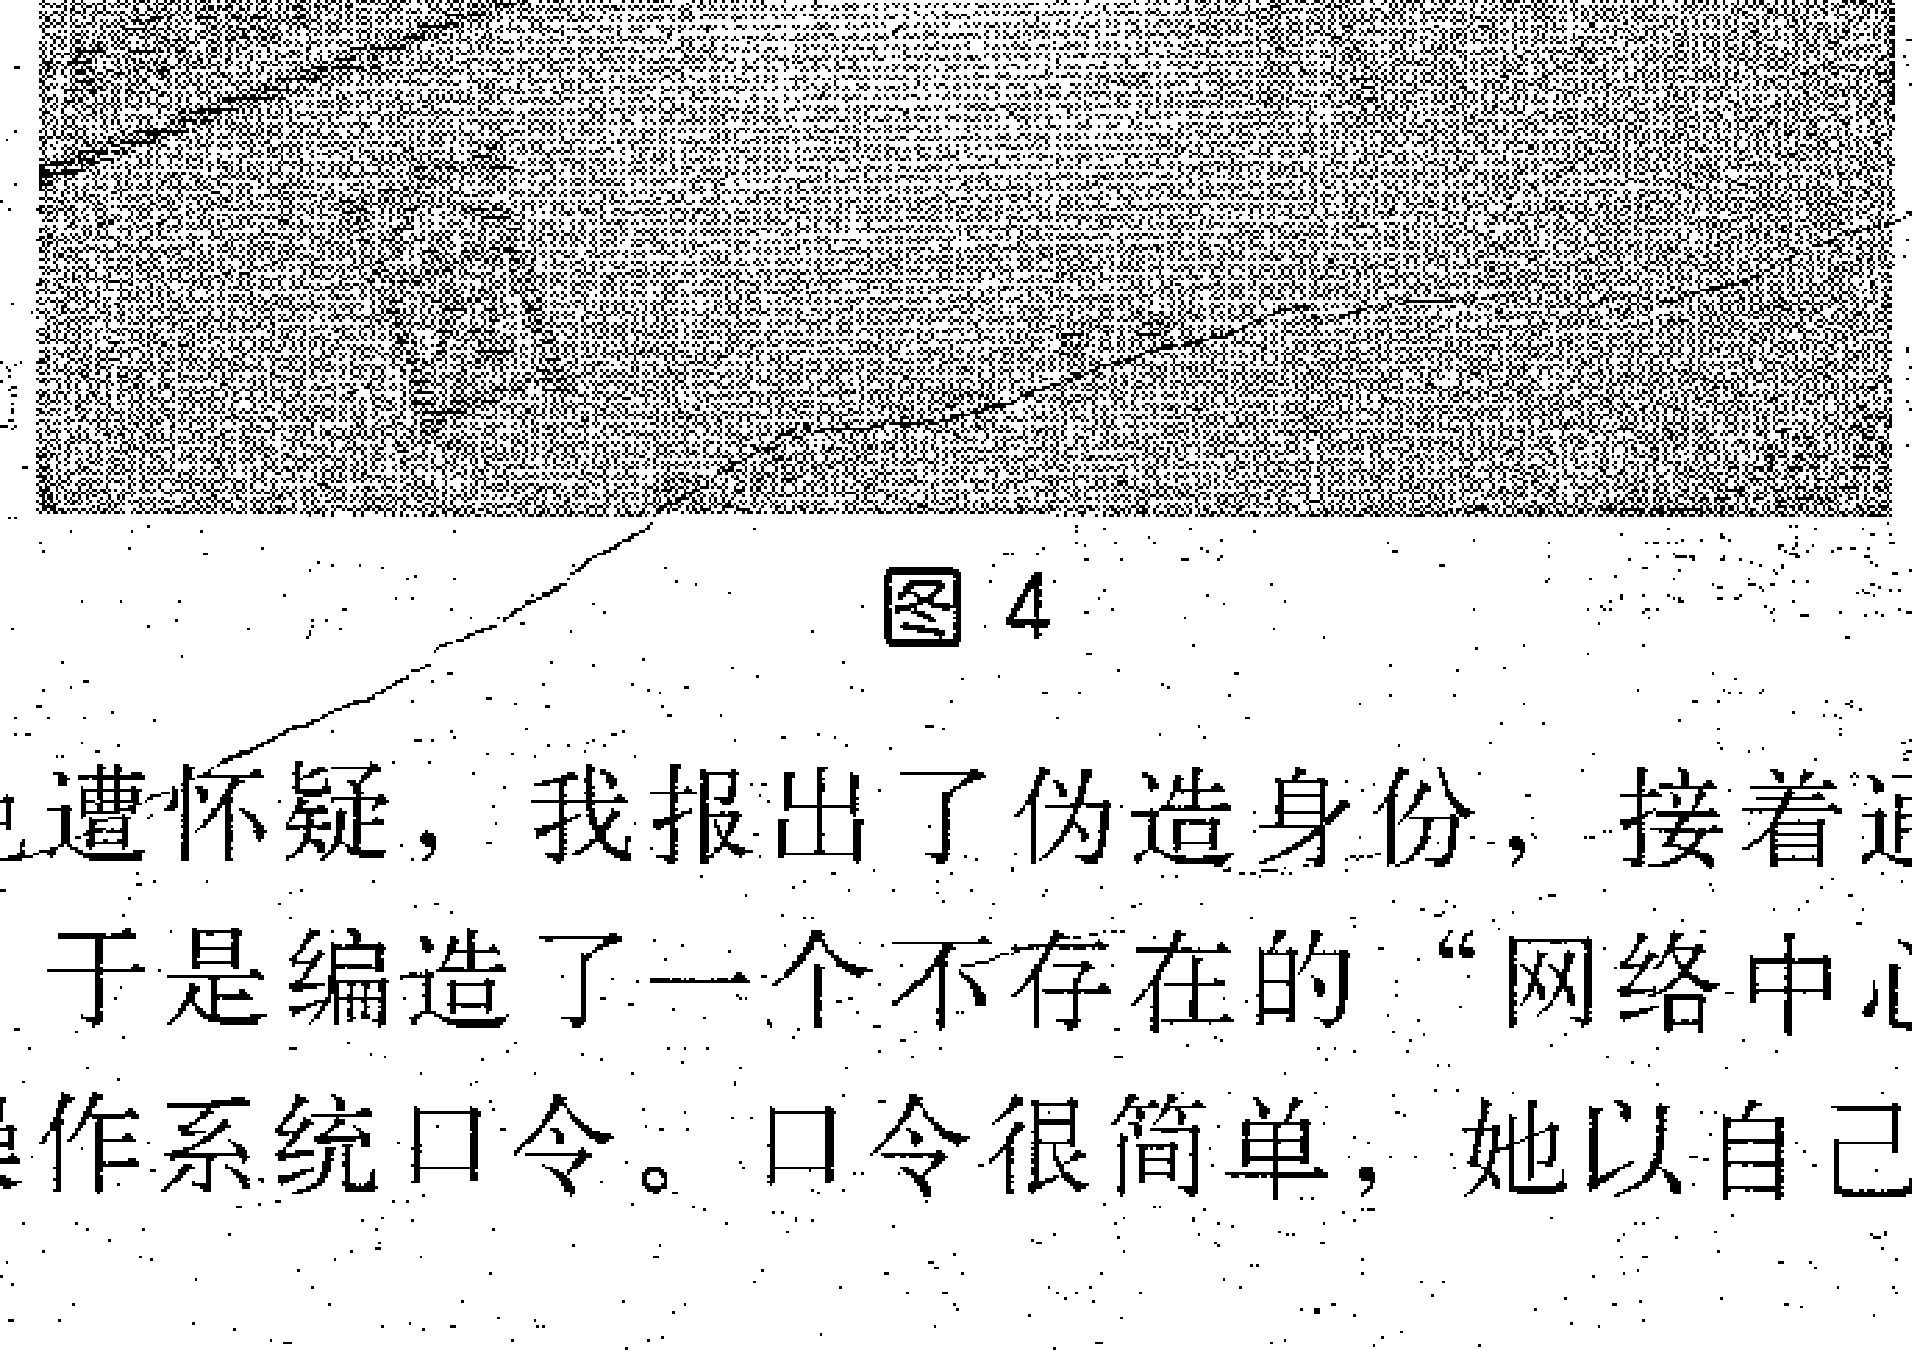 图 4
遭怀疑，我报出了伪造身份，接着
于是编造了一个不存在的“网络中
作系统口令。口令很简单，她以自己